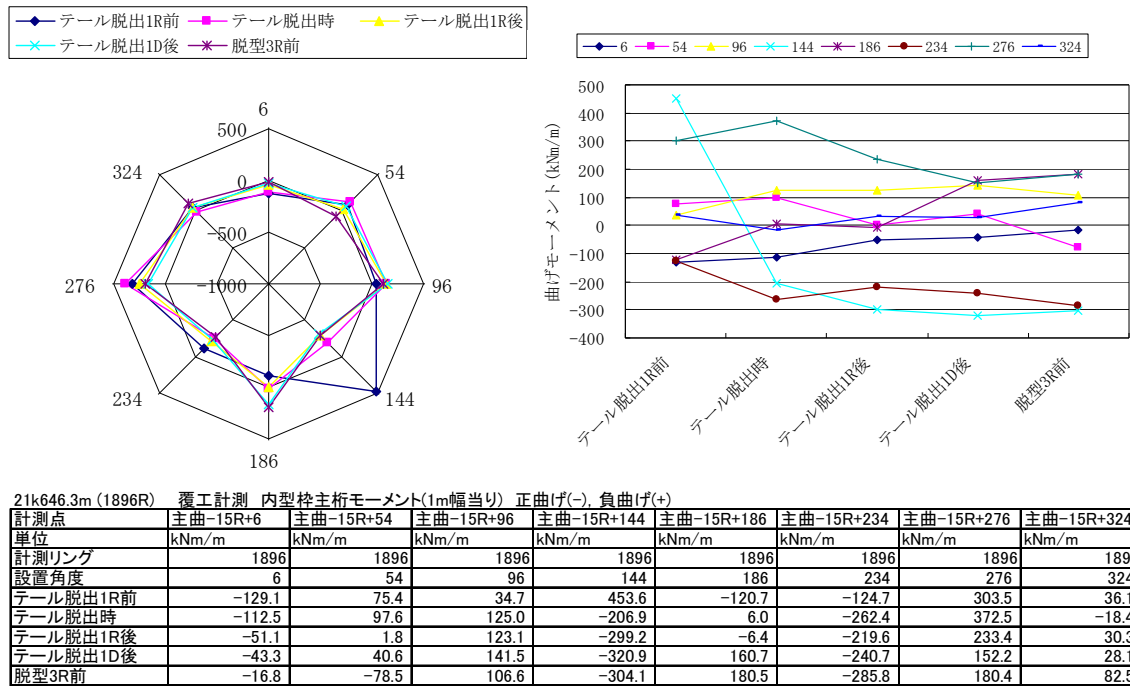 テール脱出1R前 テール脱出時 テール脱出1R後
テール脱出1D後 脱型3R前
6
54
96
144
186
234
276
324
500
0
-500
-1000
6 54 96 144 186 234 276 324
曲げモーメント(kNm/m)
500
400
300
200
100
0
-100
-200
-300
-400
テール脱出1R前
テール脱出時
テール脱出1R後
テール脱出1D後
脱型3R前
21k646.3m (1896R) 覆工計測 内型枠主桁モーメント(1m幅当り) 正曲げ(-), 負曲げ(+)
計測点 主曲-15R+6 主曲-15R+54 主曲-15R+96 主曲-15R+144 主曲-15R+186 主曲-15R+234 主曲-15R+276 主曲-15R+324
単位 kNm/m kNm/m kNm/m kNm/m kNm/m kNm/m kNm/m kNm/m
計測リング 1896 1896 1896 1896 1896 1896 1896 189
設置角度 6 54 96 144 186 234 276 324
テール脱出1R前 -129.1 75.4 34.7 453.6 -120.7 -124.7 303.5 36.1
テール脱出時 -112.5 97.6 125.0 -206.9 6.0 -262.4 372.5 -18.4
テール脱出1R後 -51.1 1.8 123.1 -299.2 -6.4 -219.6 233.4 30.3
テール脱出1D後 -43.3 40.6 141.5 -320.9 160.7 -240.7 152.2 28.1
脱型3R前 -16.8 -78.5 106.6 -304.1 180.5 -285.8 180.4 82.5